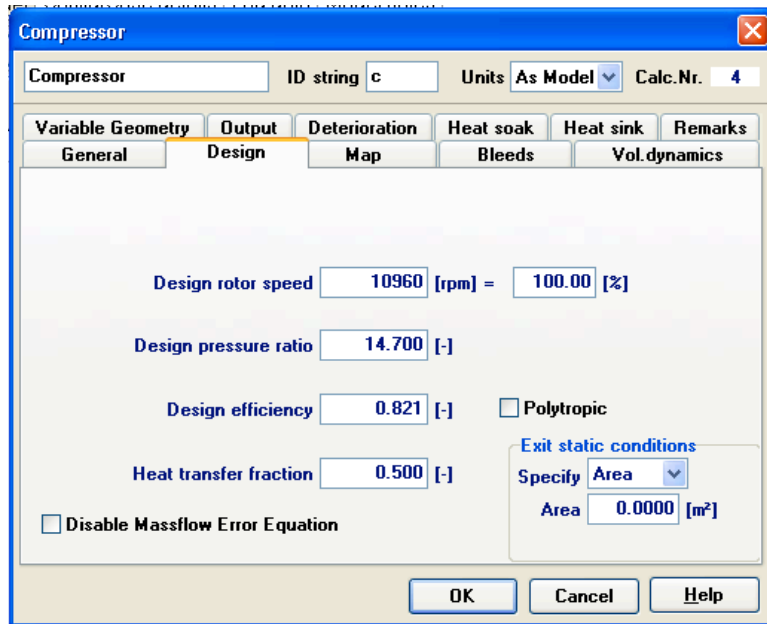 Compressor
Compressor ID string c Units As Model Calc.Nr. 4
Variable Geometry Output Deterioration Heat soak Heat sink Remarks
General Design Map Bleeds Vol.dynamics
Design rotor speed 10960 [rpm] = 100.00 [%]
Design pressure ratio 14.700 [-]
Design efficiency 0.821 [-] Polytropic
Exit static conditions
Heat transfer fraction 0.500 [-] Specify Area
Area 0.0000 [m²]
Disable Massflow Error Equation
OK Cancel Help